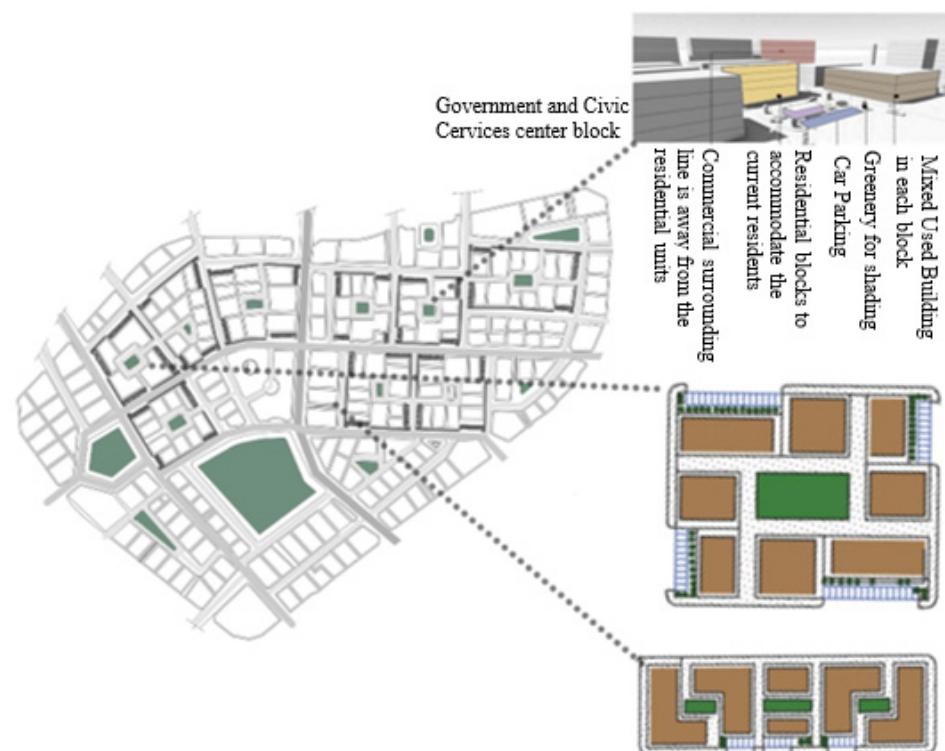 Government and Civic
Cervices center block
Mixed Used Building
in each block
Greenery for shading
Car Parking
Residential blocks to
accommodate the
current residents
Commercial surrounding
line is away from the
residential units